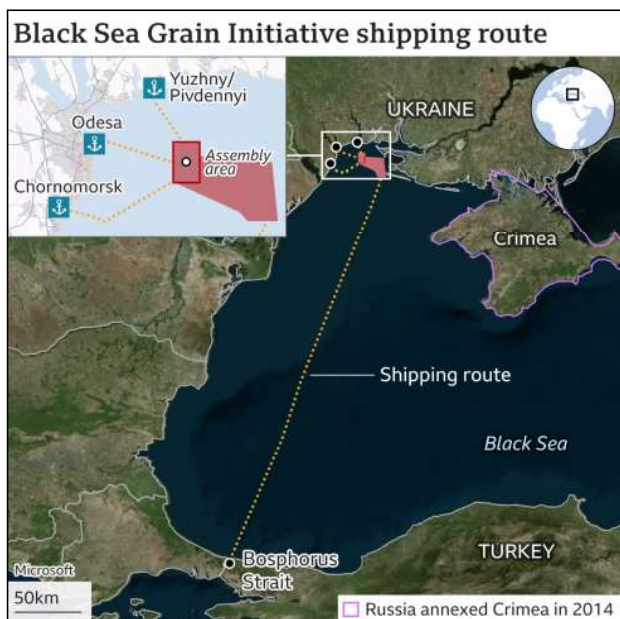 Black Sea Grain Initiative shipping route
Yuzhny/
Pivdennyi
Odesa
Assembly
area
Chornomorsk
UKRAINE
Crimea
Shipping route
Black Sea
Bosphorus
Strait
TURKEY
Microsoft
50km
Russia annexed Crimea in 2014